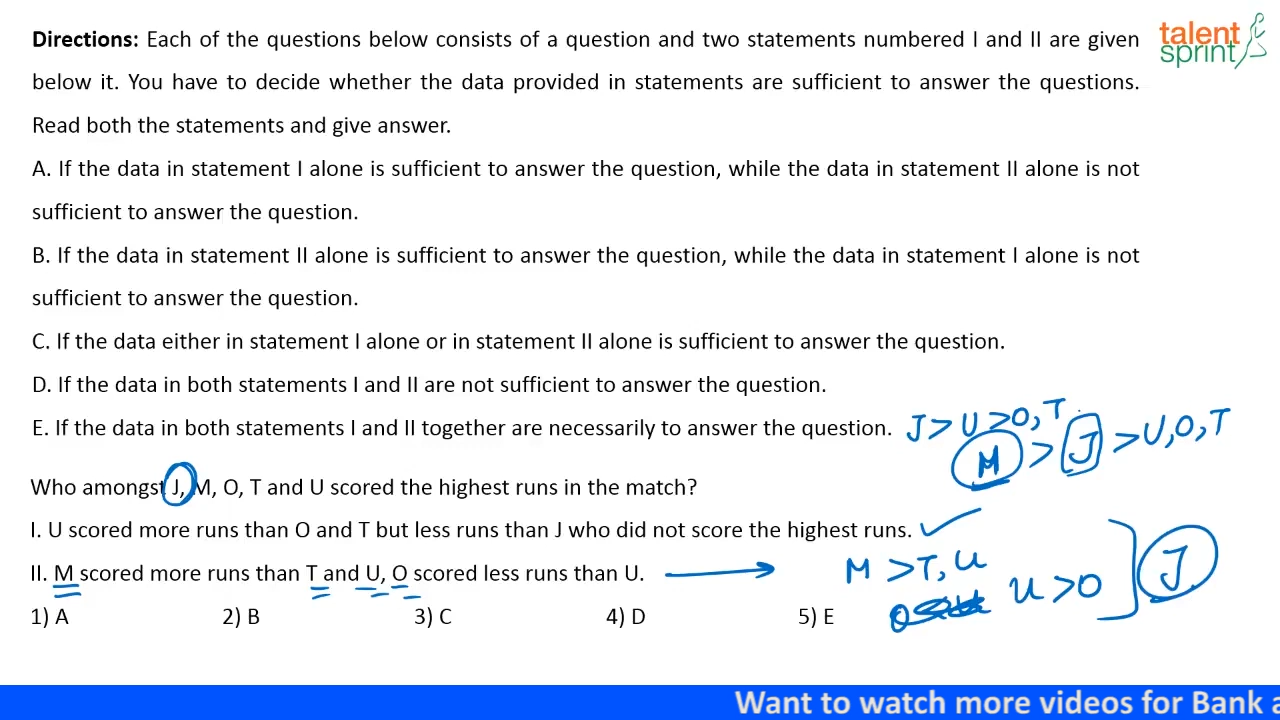 talent
sprint
Directions: Each of the questions below consists of a question and two statements numbered I and II are given
below it. You have to decide whether the data provided in statements are sufficient to answer the questions.
Read both the statements and give answer.
A. If the data in statement I alone is sufficient to answer the question, while the data in statement II alone is not
sufficient to answer the question.
B. If the data in statement II alone is sufficient to answer the question, while the data in statement I alone is not
sufficient to answer the question.
C. If the data either in statement I alone or in statement II alone is sufficient to answer the question.
D. If the data in both statements I and II are not sufficient to answer the question.
E. If the data in both statements I and II together are necessarily to answer the question.
J > U > O, T
M > J > U, O, T
Who amongst J, M, O, T and U scored the highest runs in the match?
I. U scored more runs than O and T but less runs than J who did not score the highest runs.
II. M scored more runs than T and U, O scored less runs than U.
M > T, U
U > O
J
1) A 2) B 3) C 4) D 5) E
Want to watch more videos for Bank a